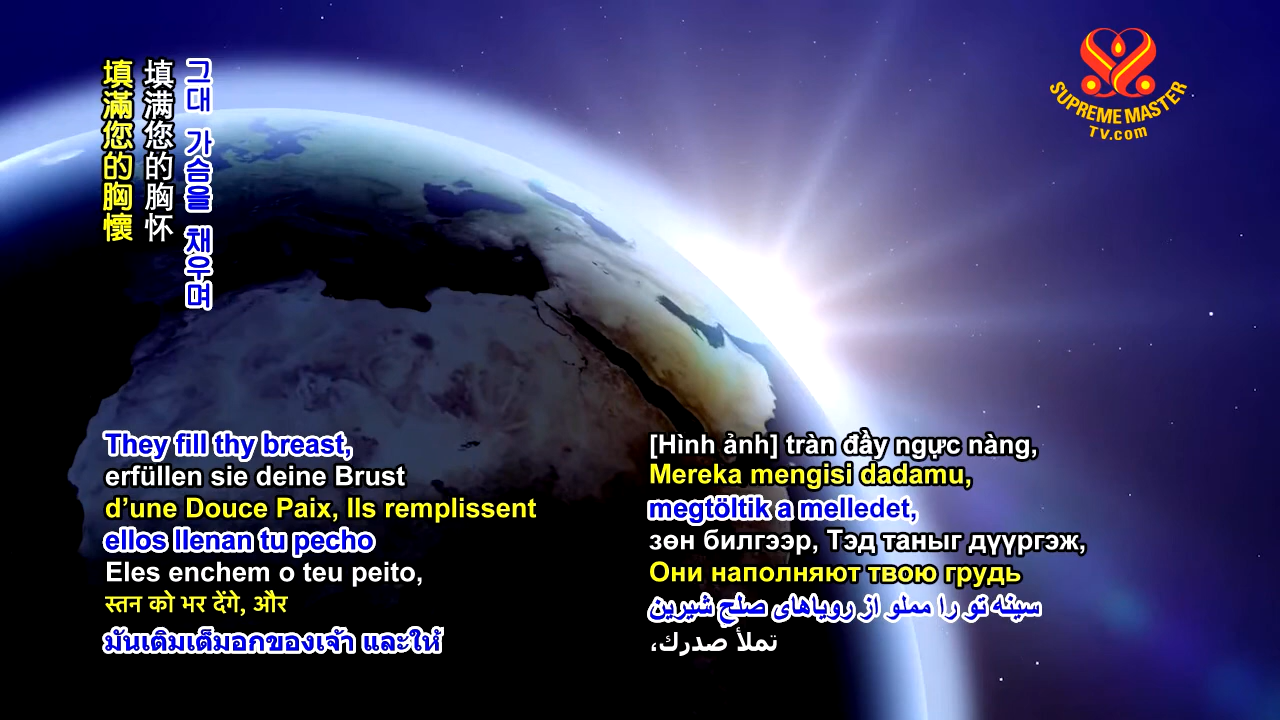 填滿您的胸懷
填满您的胸怀
그대 가슴을 채우며
SUPREME MASTER
TV.com
They fill thy breast,
erfüllen sie deine Brust
d’une Douce Paix, Ils remplissent
ellos llenan tu pecho
Eles enchem o teu peito,
स्तन को भर देंगे, और
มันเติมเต็มอกของเจ้า และให้
[Hình ảnh] tràn đầy ngực nàng,
Mereka mengisi dadamu,
megtöltik a melledet,
зөн билгээр, Тэд таныг дүүргэж,
Они наполняют твою грудь
سینه تو را مملو از رویاهای صلح شیرین
تملأ صدرك،